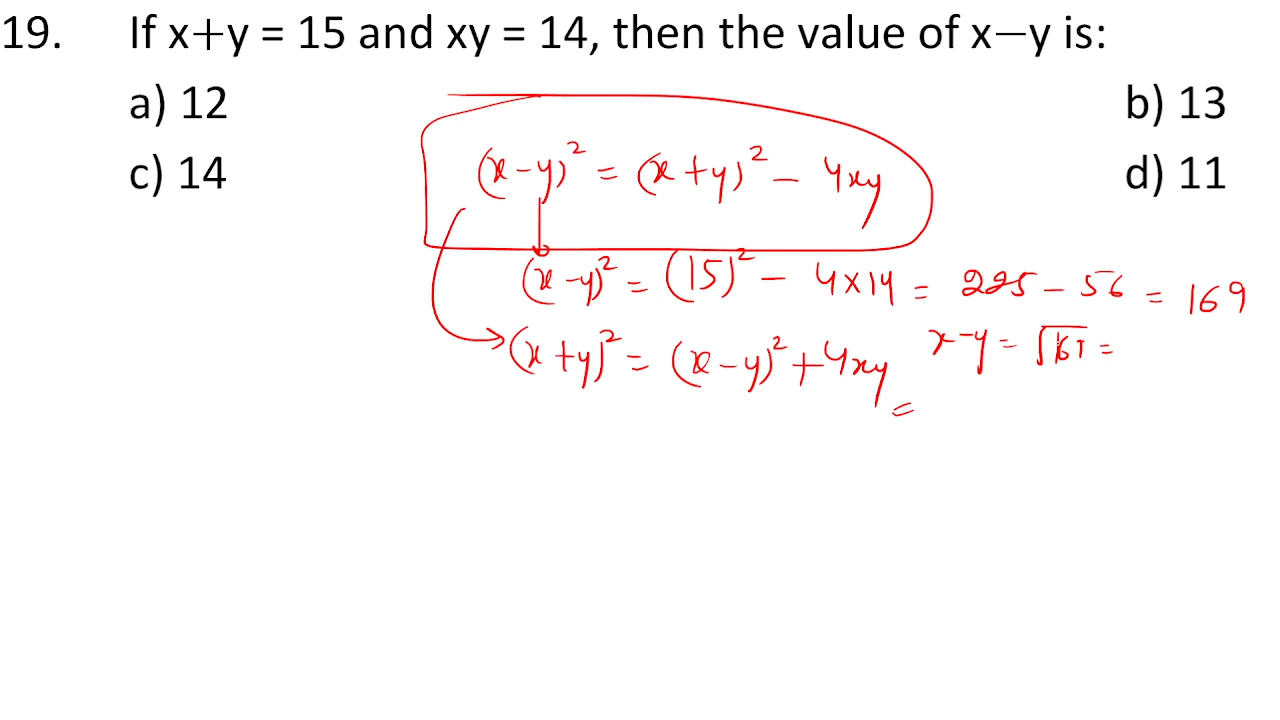 19. If x+y = 15 and xy = 14, then the value of x−y is:
a) 12 b) 13
c) 14 d) 11
(x-y)² = (x+y)² - 4xy
(x-y)² = (15)² - 4×14 = 225 - 56 = 169
(x+y)² = (x-y)² + 4xy
x-y = √
=